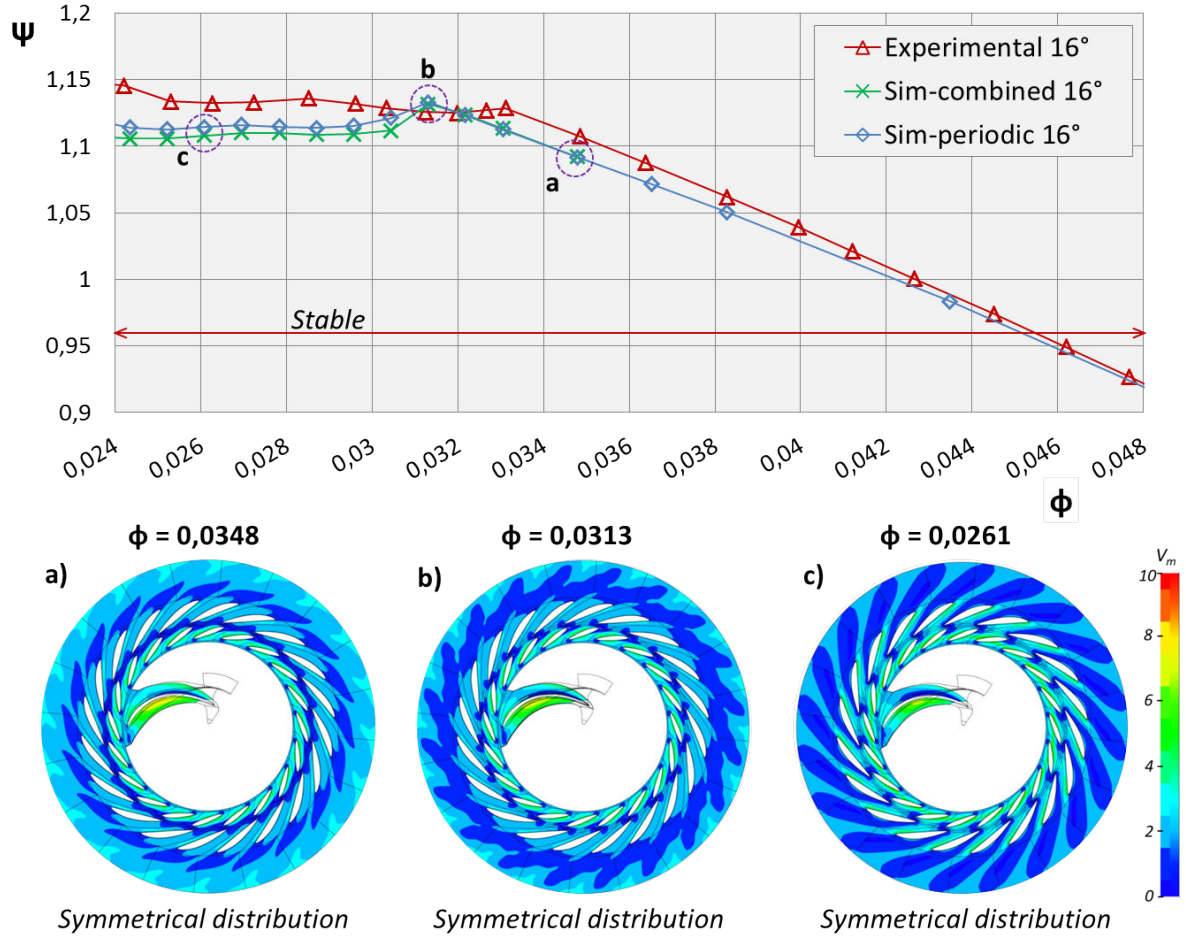 Ψ
1,2
1,15
1,1
1,05
1
0,95
0,9
Experimental 16°
Sim-combined 16°
Sim-periodic 16°
b
c
a
Stable
0,024
0,026
0,028
0,03
0,032
0,034
0,036
0,038
0,04
0,042
0,044
0,046
0,048
ϕ
ϕ = 0,0348
ϕ = 0,0313
ϕ = 0,0261
a)
b)
c)
Vm
10
8
6
4
2
0
Symmetrical distribution
Symmetrical distribution
Symmetrical distribution